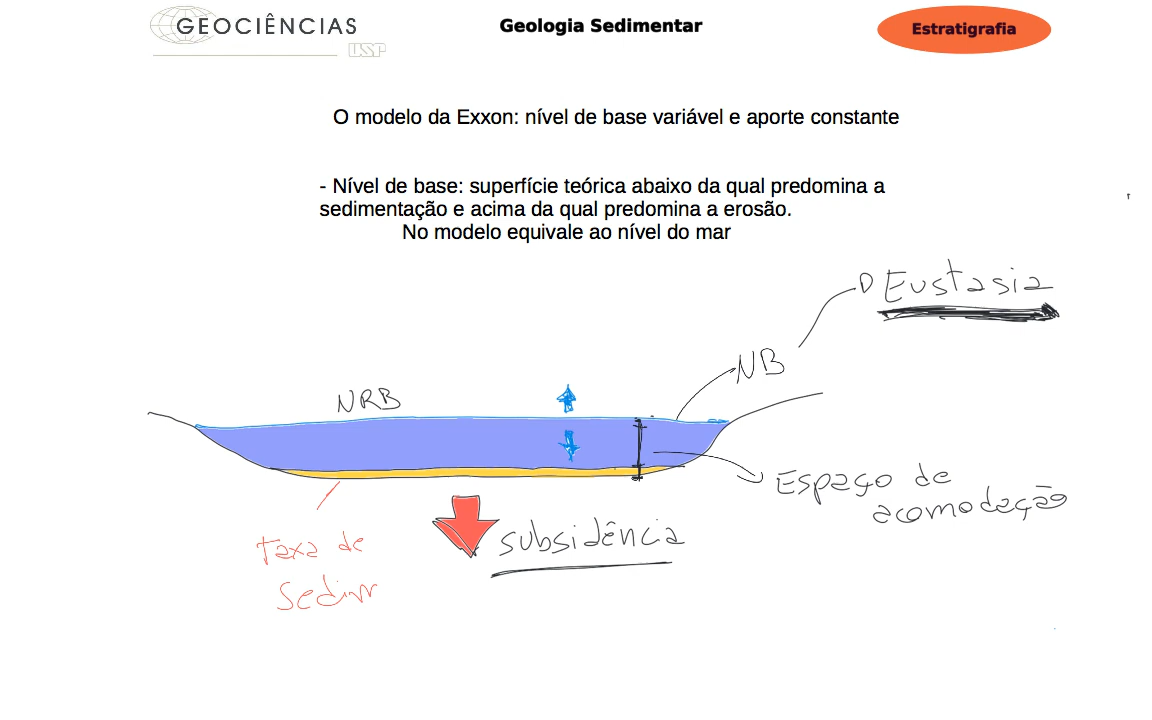 GEOCIÊNCIAS
USP
Geologia Sedimentar
Estratigrafia
O modelo da Exxon: nível de base variável e aporte constante
- Nível de base: superfície teórica abaixo da qual predomina a
sedimentação e acima da qual predomina a erosão.
No modelo equivale ao nível do mar
Eustasia
NB
NRB
Espaço de
acomodação
subsidência
Taxa de
Sedim